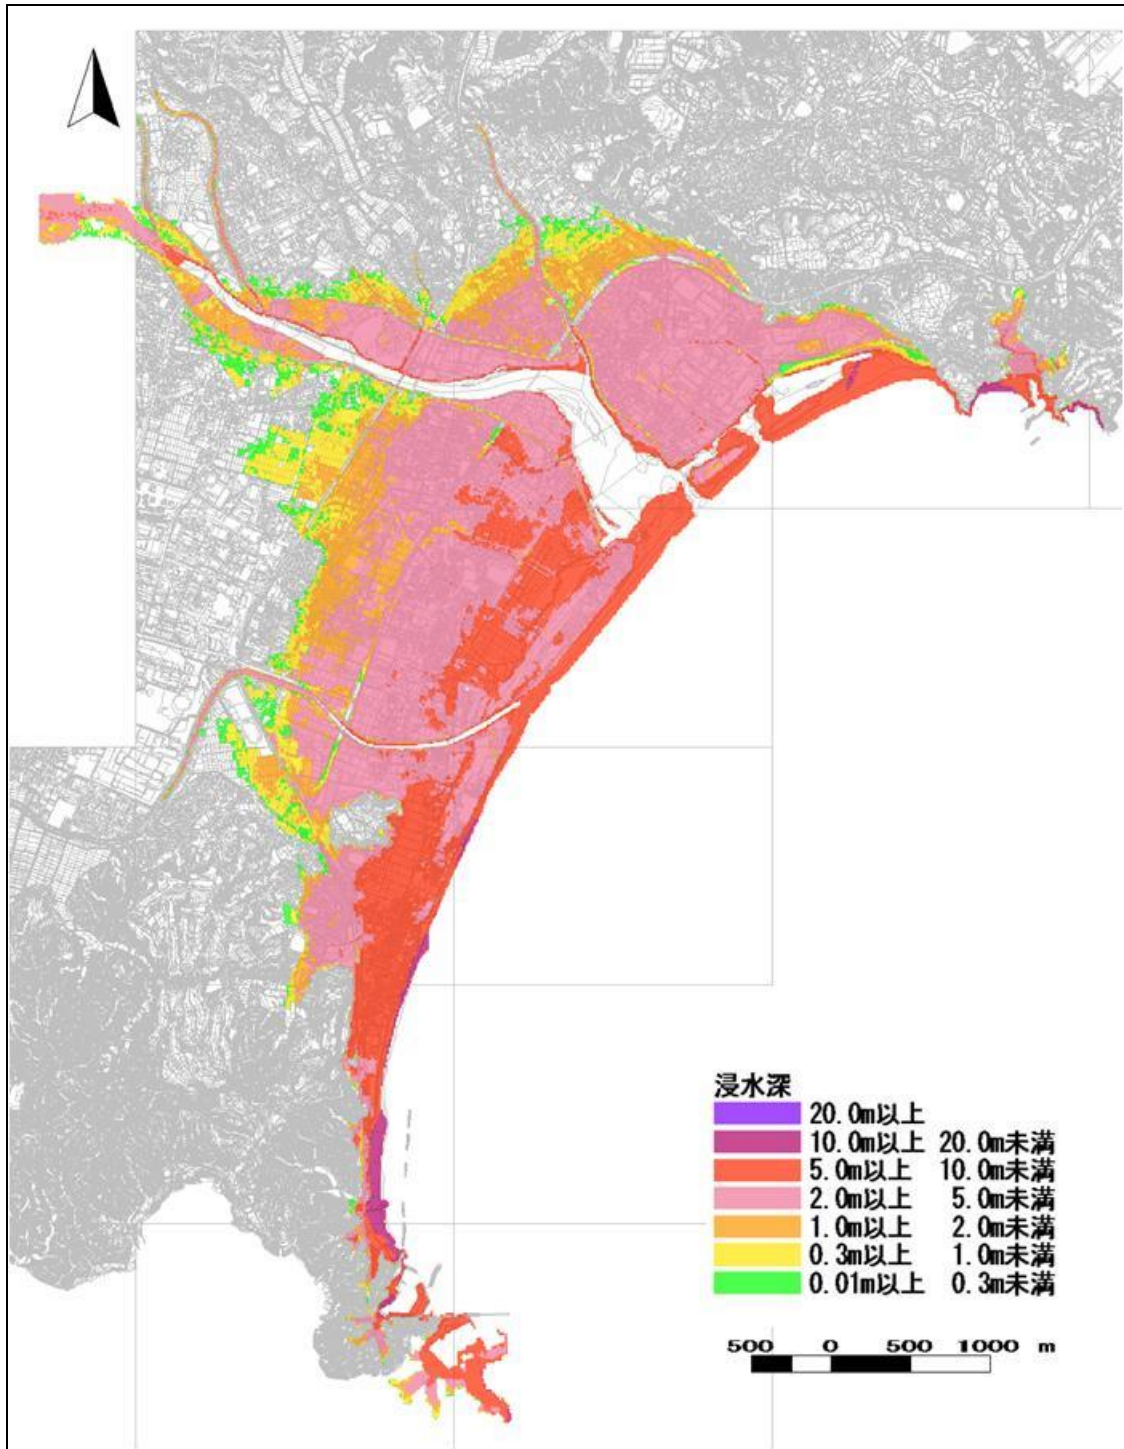 浸水深
20.0m以上
10.0m以上 20.0m未満
5.0m以上 10.0m未満
2.0m以上 5.0m未満
1.0m以上 2.0m未満
0.3m以上 1.0m未満
0.01m以上 0.3m未満
500 0 500 1000 m